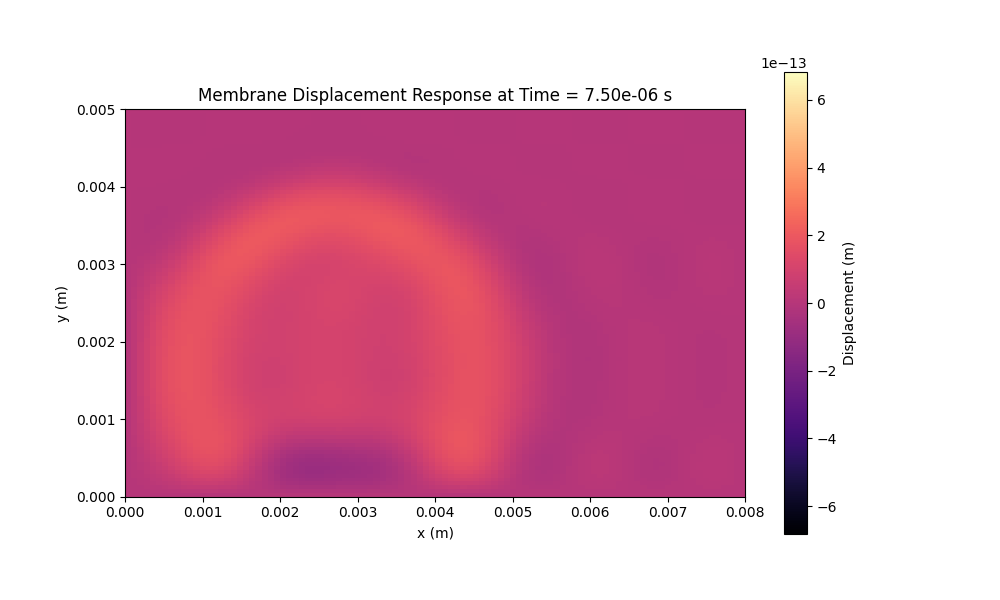 1e−13
Membrane Displacement Response at Time = 7.50e-06 s
0.005
0.004
0.003
0.002
0.001
0.000
y (m)
0.000 0.001 0.002 0.003 0.004 0.005 0.006 0.007 0.008
x (m)
6
4
2
0
−2
−4
−6
Displacement (m)